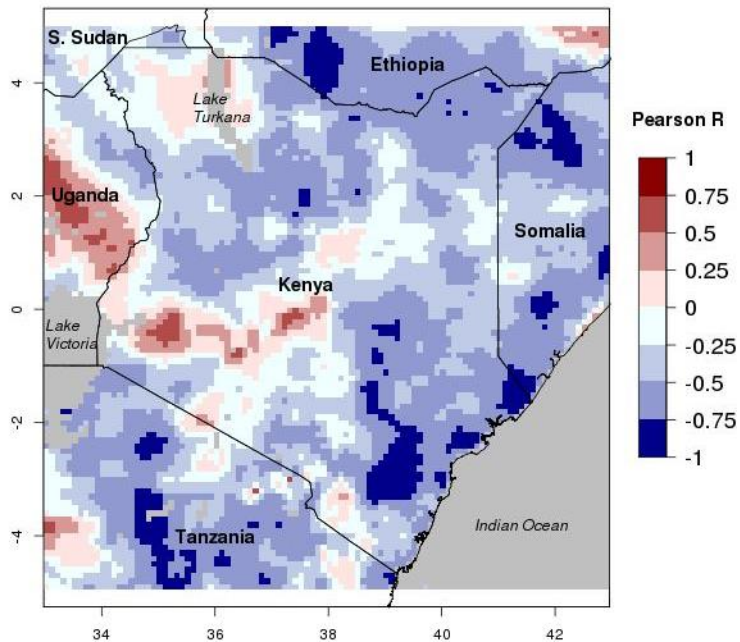 S. Sudan
Ethiopia
4
Lake
Turkana
Pearson R
1
0.75
0.5
0.25
0
-0.25
-0.5
-0.75
-1
2
Uganda
Somalia
Kenya
0
Lake
Victoria
-2
-4
Tanzania
Indian Ocean
34
36
38
40
42